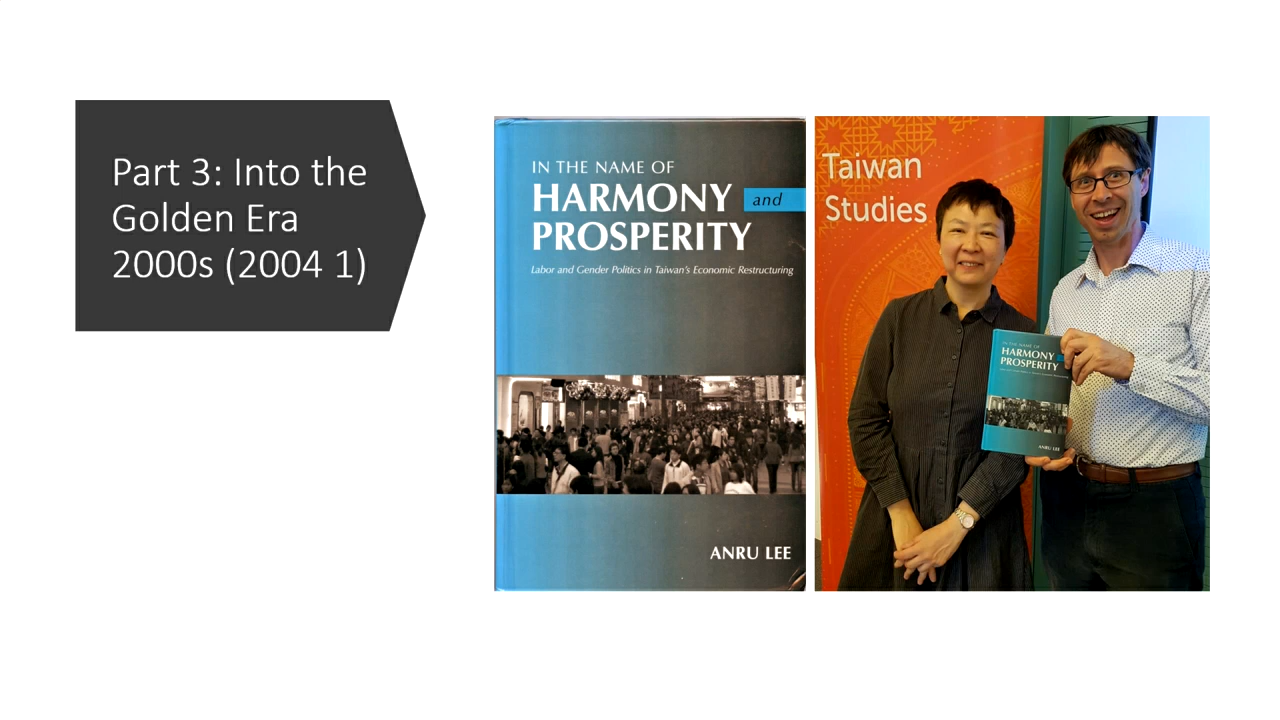 Part 3: Into the
Golden Era
2000s (2004 1)
IN THE NAME OF
HARMONY and
PROSPERITY
Labor and Gender Politics in Taiwan's Economic Restructuring
ANRU LEE
Taiwan
Studies
IN THE NAME OF
HARMONY
PROSPERITY
ANRU LEE